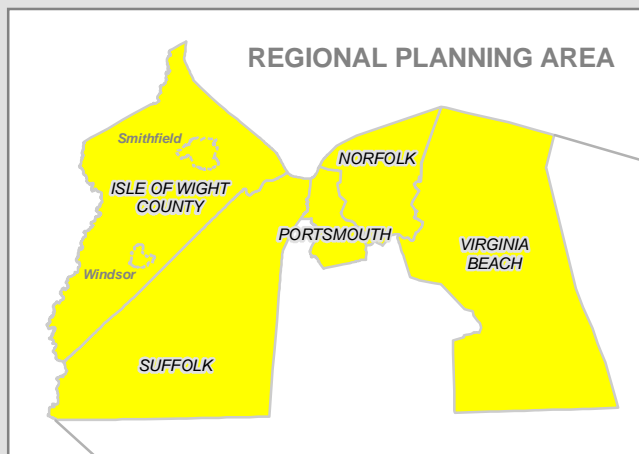 REGIONAL PLANNING AREA
Smithfield
NORFOLK
ISLE OF WIGHT
COUNTY
PORTSMOUTH
VIRGINIA
BEACH
Windsor
SUFFOLK